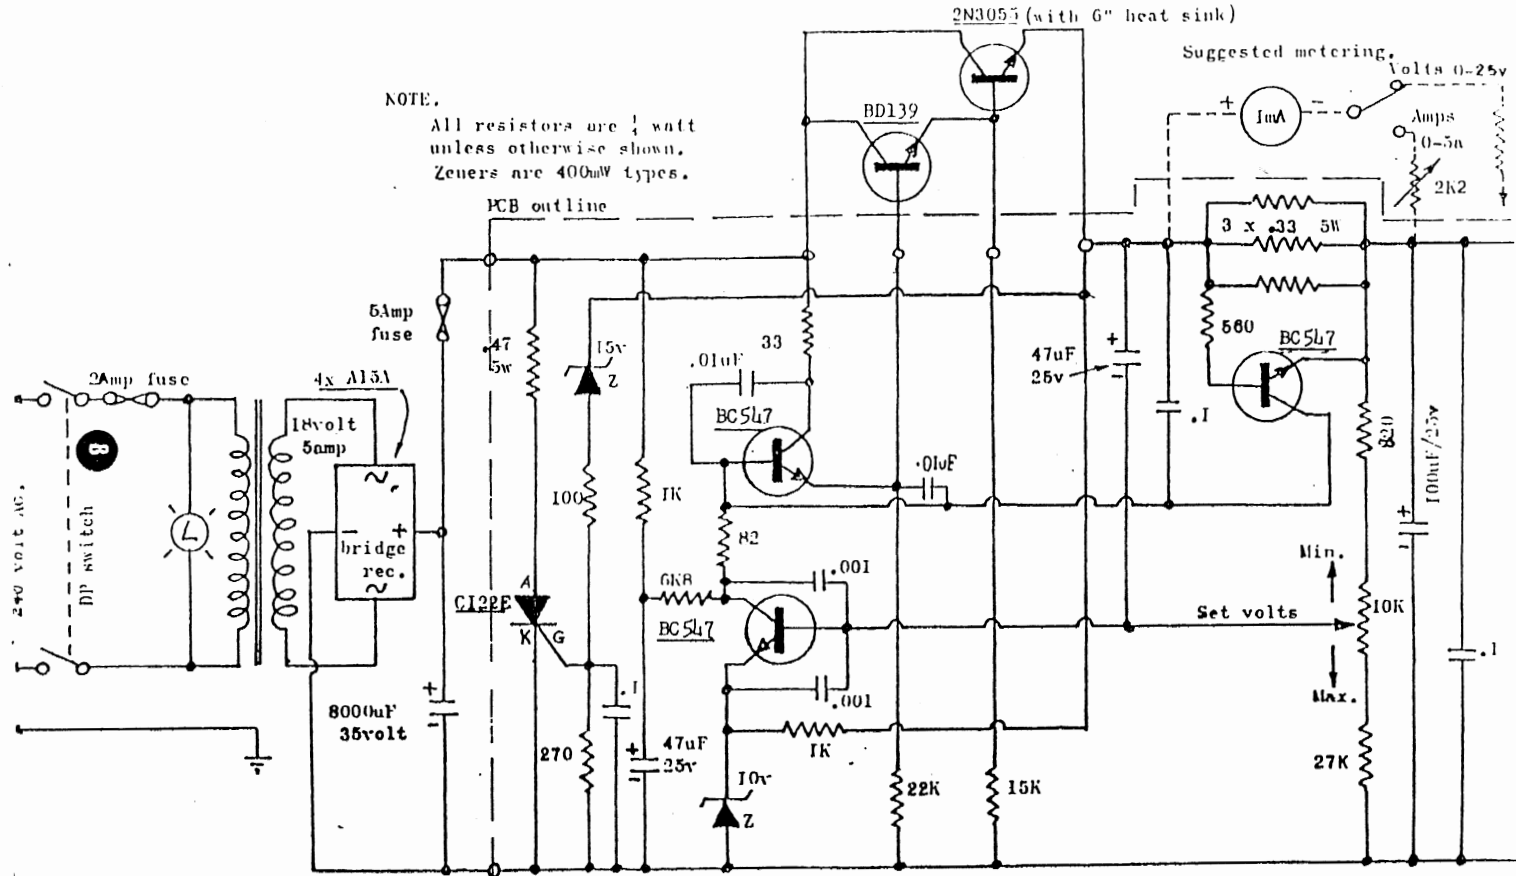 2N3055 (with 6" heat sink)
Suggested metering.
Volts 0-25v
NOTE.
All resistors are ¼ watt
unless otherwise shown.
Zeners are 400mW types.
BD139
+
1mA
-
Amps
0-5a
2K2
PCB outline
3 x .33 5W
5Amp
fuse
.47
5w
15v
Z
33
.01uF
BC547
47uF
25v
+
-
560
BC547
2Amp fuse
4x A15A
18volt
5amp
.1
820
100uF/25v
+
-
8
240 volt AC.
DP switch
L
~
- +
bridge
rec.
~
100
1K
.01uF
82
.001
6K8
BC547
A
C122E
K
G
Min.
Set volts
10K
Max.
.1
.1
.001
8000uF
35volt
+
-
270
47uF
25v
+
-
1K
10v
Z
22K
15K
27K